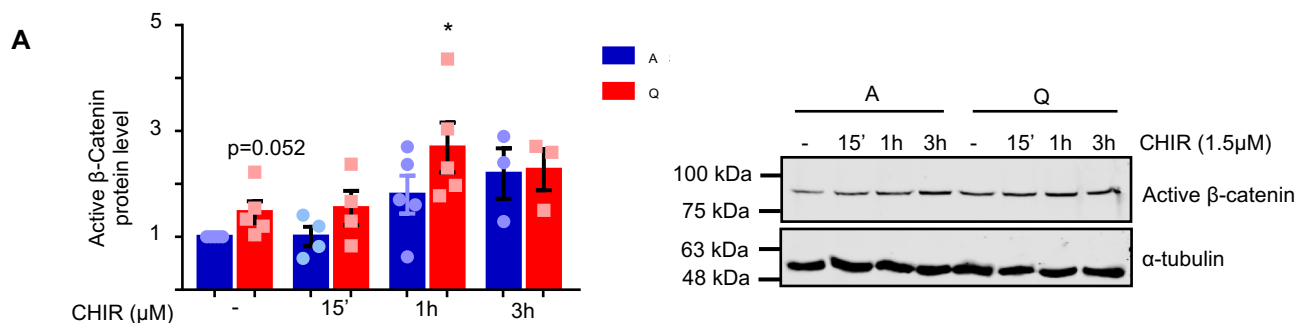 A
5
3
1
Active β-Catenin
protein level
p=0.052
*
A
Q
CHIR (μM)
- 15’ 1h 3h
A Q
- 15’ 1h 3h - 15’ 1h 3h CHIR (1.5μM)
100 kDa
75 kDa
Active β-catenin
63 kDa
48 kDa
α-tubulin